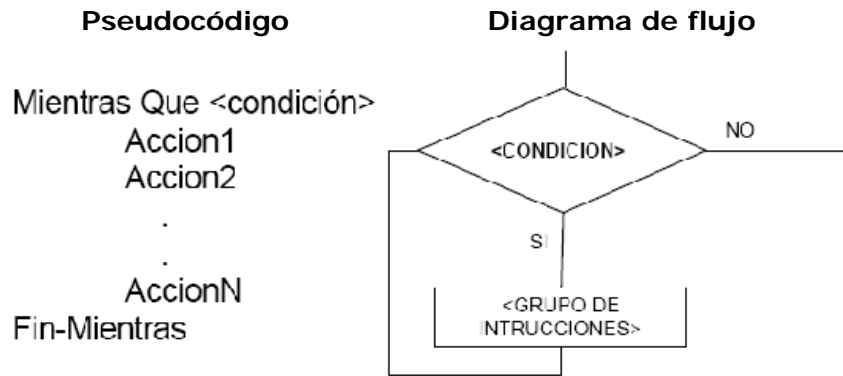 Pseudocódigo
Diagrama de flujo
Mientras Que <condición>
Accion1
Accion2
.
.
AccionN
Fin-Mientras
<CONDICION>
NO
SI
<GRUPO DE
INTRUCCIONES>